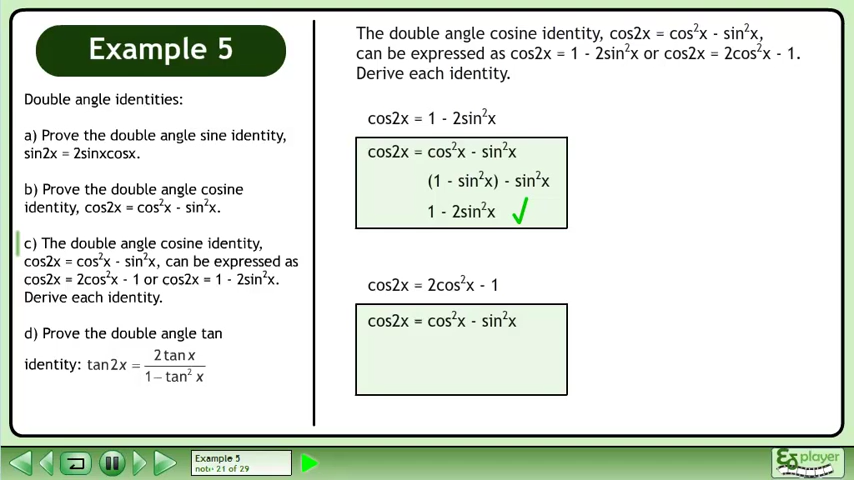 Example 5
Double angle identities:
a) Prove the double angle sine identity,
sin2x = 2sinxcosx.
b) Prove the double angle cosine
identity, cos2x = cos²x - sin²x.
c) The double angle cosine identity,
cos2x = cos²x - sin²x, can be expressed as
cos2x = 2cos²x - 1 or cos2x = 1 - 2sin²x.
Derive each identity.
d) Prove the double angle tan
identity: tan 2x = 2 tan x / 1 – tan² x
The double angle cosine identity, cos2x = cos²x - sin²x,
can be expressed as cos2x = 1 - 2sin²x or cos2x = 2cos²x - 1.
Derive each identity.
cos2x = 1 - 2sin²x
cos2x = cos²x - sin²x
(1 - sin²x) - sin²x
1 - 2sin²x ✓
cos2x = 2cos²x - 1
cos2x = cos²x - sin²x
Example 5
note 21 of 29
player